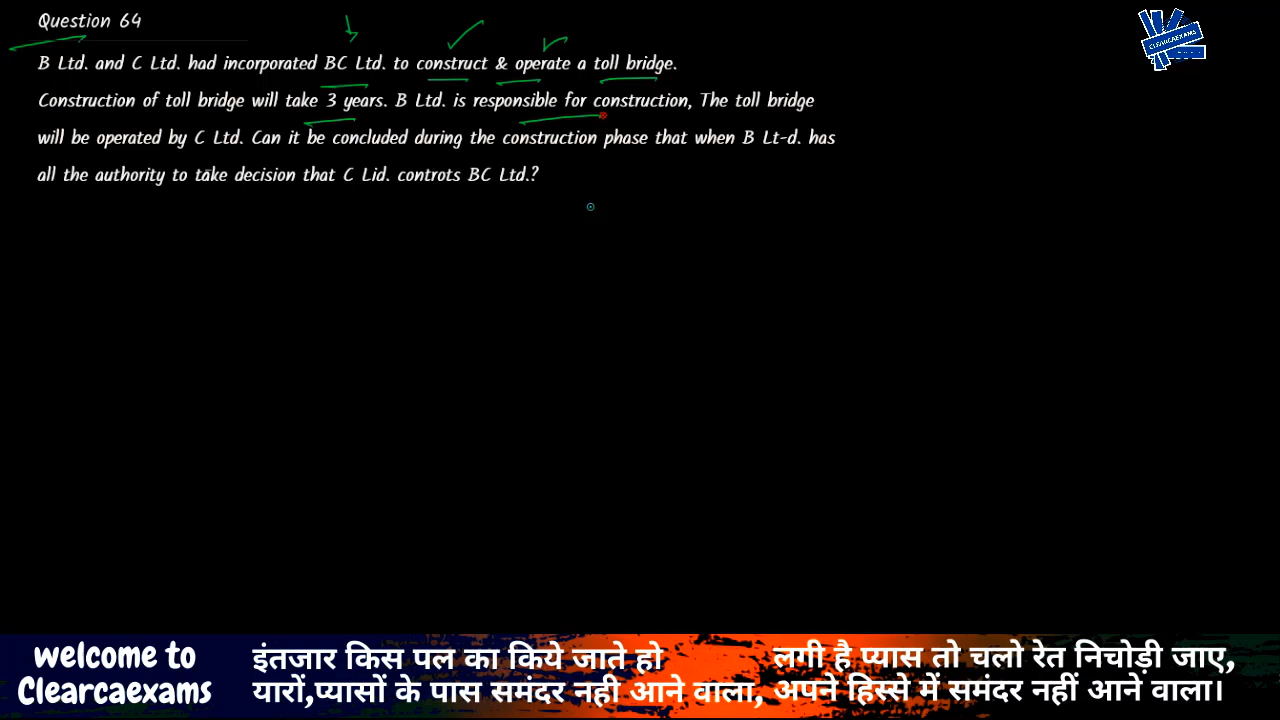 Question 64
B Ltd. and C Ltd. had incorporated BC Ltd. to construct & operate a toll bridge.
Construction of toll bridge will take 3 years. B Ltd. is responsible for construction, The toll bridge
will be operated by C Ltd. Can it be concluded during the construction phase that when B Lt-d. has
all the authority to take decision that C Lid. controts BC Ltd.?
CLEARCAEXAMS
welcome to
Clearcaexams
इंतजार किस पल का किये जाते हो
यारों,प्यासों के पास समंदर नही आने वाला,
लगी है प्यास तो चलो रेत निचोड़ी जाए,
अपने हिस्से में समंदर नहीं आने वाला।